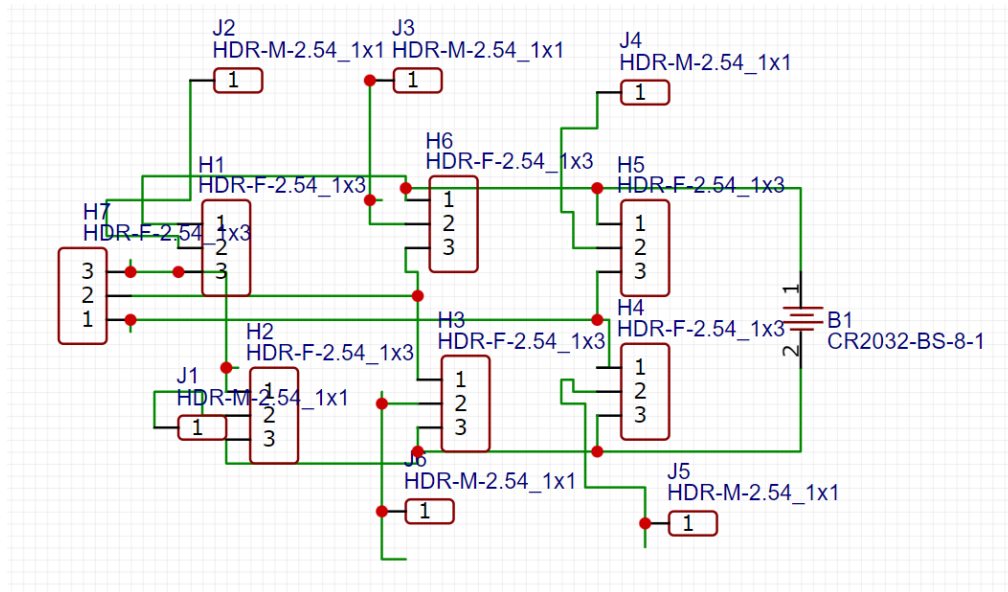 J2
HDR-M-2.54_1x1
1
J3
HDR-M-2.54_1x1
1
J4
HDR-M-2.54_1x1
1
H1
HDR-F-2.54_1x3
1
2
3
H6
HDR-F-2.54_1x3
1
2
3
H5
HDR-F-2.54_1x3
1
2
3
H7
HDR-F-2.54_1x3
3
2
1
H2
HDR-F-2.54_1x3
1
2
3
H3
HDR-F-2.54_1x3
1
2
3
H4
HDR-F-2.54_1x3
1
2
3
1
2
B1
CR2032-BS-8-1
J1
HDR-M-2.54_1x1
1
J6
HDR-M-2.54_1x1
1
J5
HDR-M-2.54_1x1
1